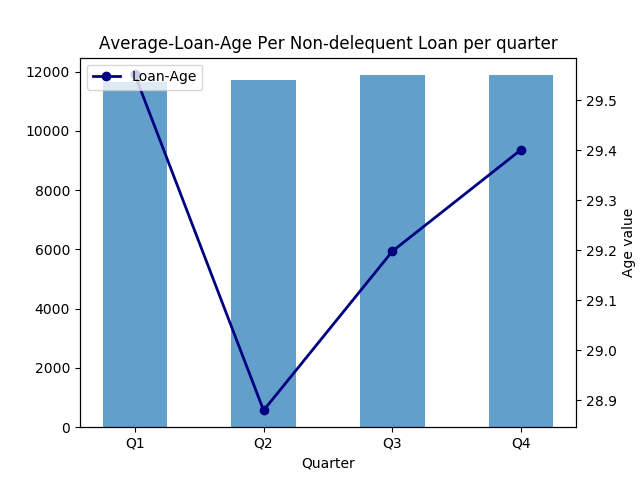 Average-Loan-Age Per Non-delequent Loan per quarter
Loan-Age
12000
10000
8000
6000
4000
2000
0
29.5
29.4
29.3
29.2
29.1
29.0
28.9
Age value
Q1 Q2 Q3 Q4
Quarter